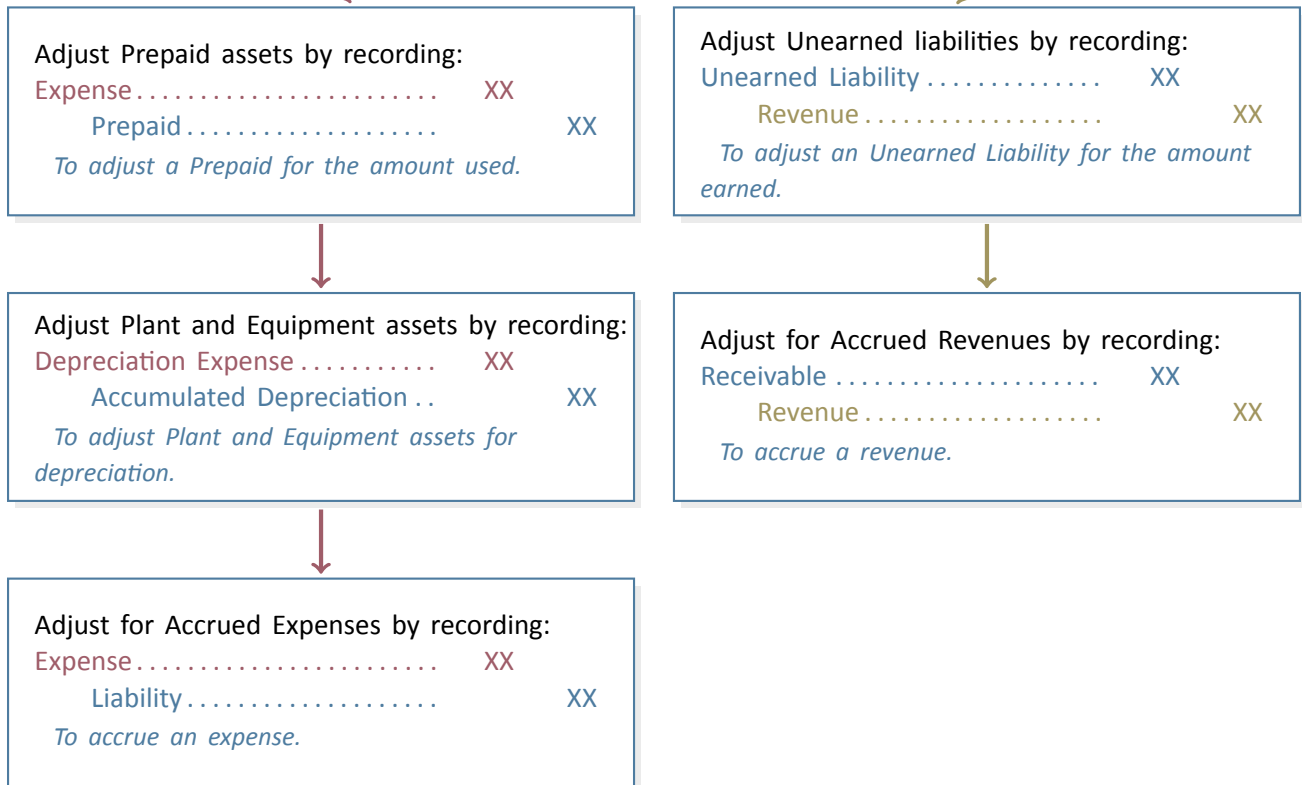 Adjust Prepaid assets by recording:
Expense........................ XX
Prepaid.................... XX
To adjust a Prepaid for the amount used.
Adjust Plant and Equipment assets by recording:
Depreciation Expense ........... XX
Accumulated Depreciation .. XX
To adjust Plant and Equipment assets for
depreciation.
Adjust for Accrued Expenses by recording:
Expense........................ XX
Liability.................... XX
To accrue an expense.
Adjust Unearned liabilities by recording:
Unearned Liability .............. XX
Revenue................... XX
To adjust an Unearned Liability for the amount
earned.
Adjust for Accrued Revenues by recording:
Receivable ..................... XX
Revenue................... XX
To accrue a revenue.